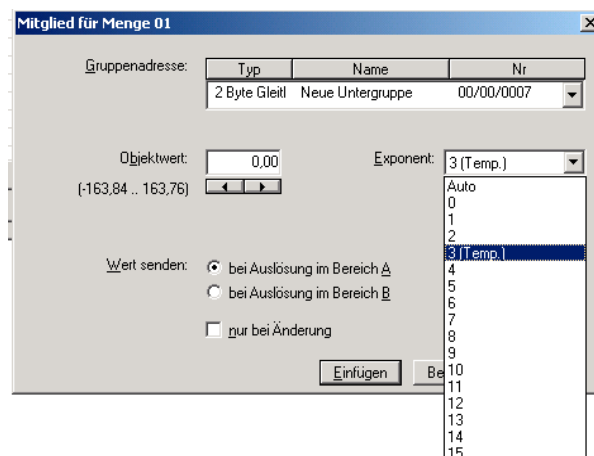 Mitglied für Menge 01
Gruppenadresse:
Typ Name Nr
2 Byte Gleitl Neue Untergruppe 00/00/0007
Objektwert: 0,00 Exponent: 3 (Temp.)
(-163,84 .. 163,76)
Auto
0
1
2
3 (Temp.)
4
5
6
7
8
9
10
11
12
13
14
15
Wert senden: bei Auslösung im Bereich A
bei Auslösung im Bereich B
nur bei Änderung
Einfügen Be